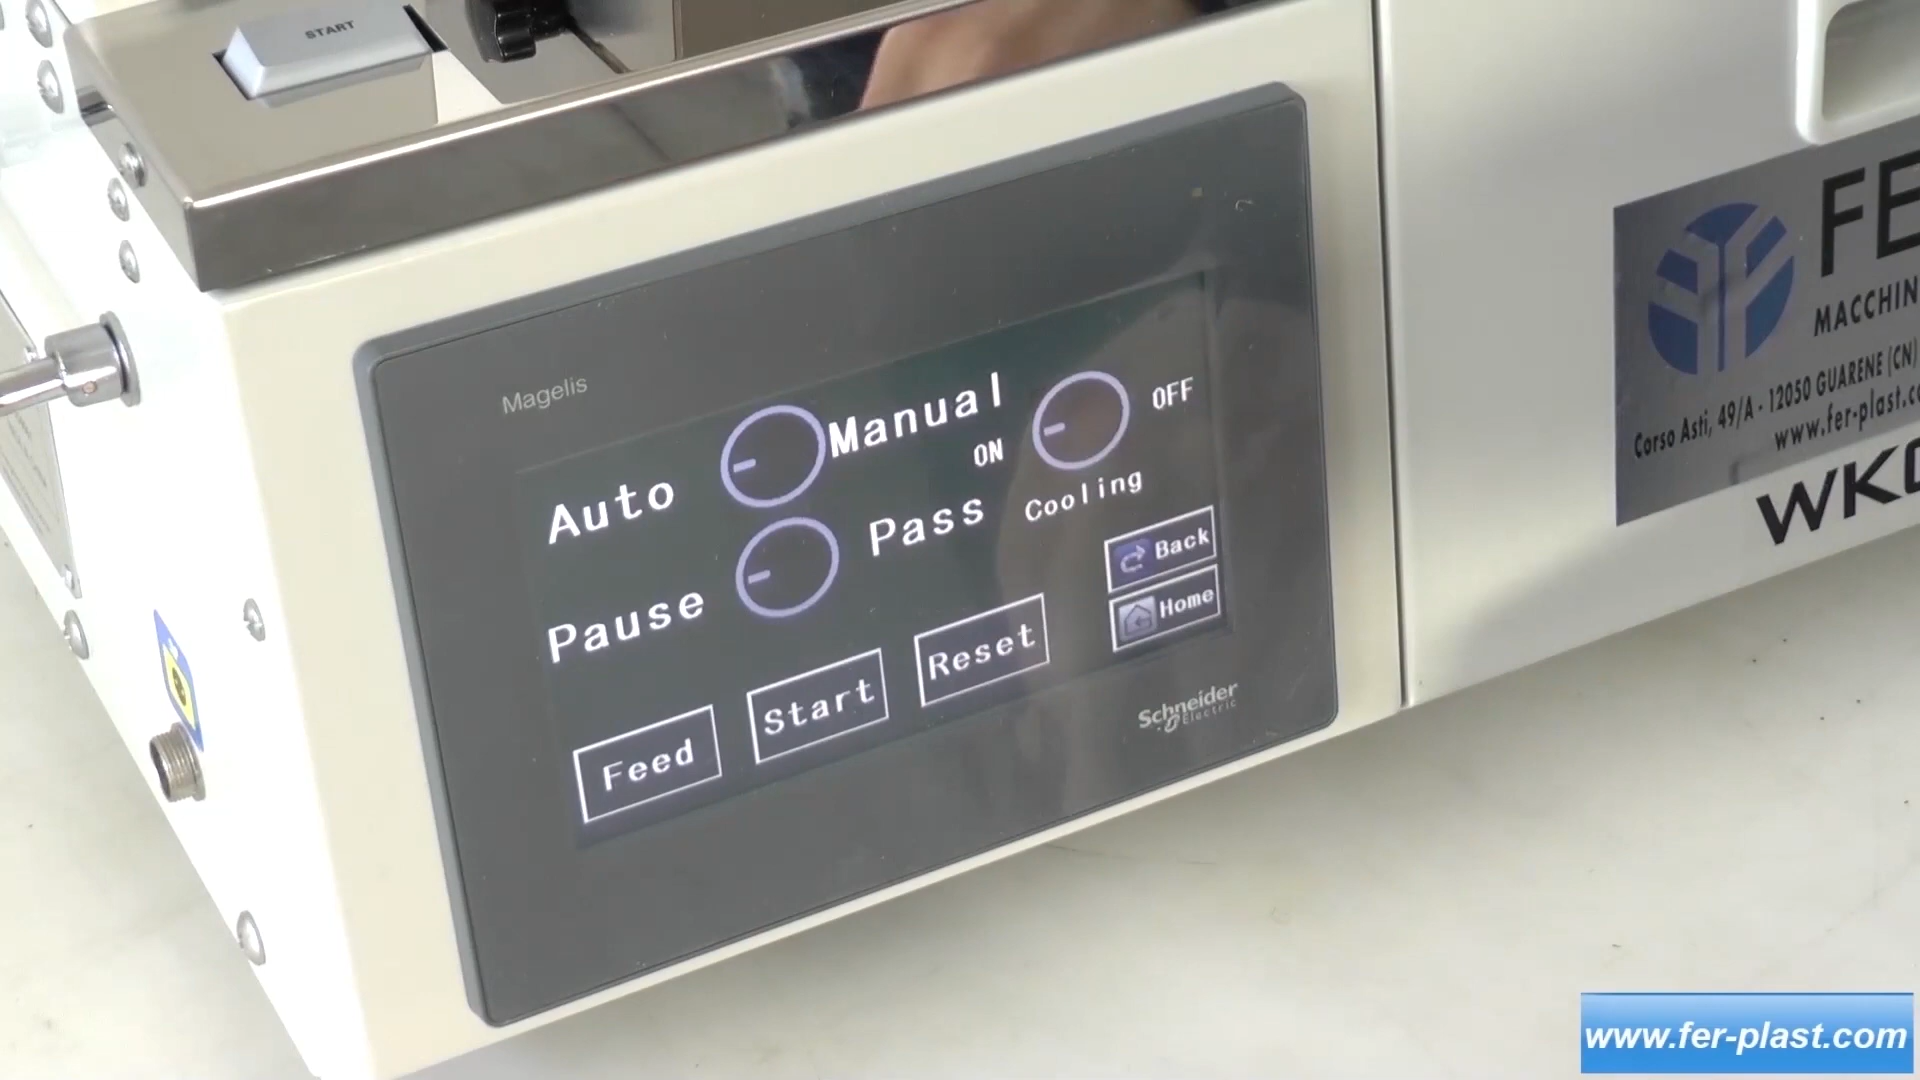 START
Magelis
Auto
Manual
ON
OFF
Cooling
Pause
Pass
Back
Home
Feed
Start
Reset
Schneider
Electric
FE
MACCHIN
Corso Asti, 49/A - 12050 GUARENE (CN)
www.fer-plast.co
WK
www.fer-plast.com